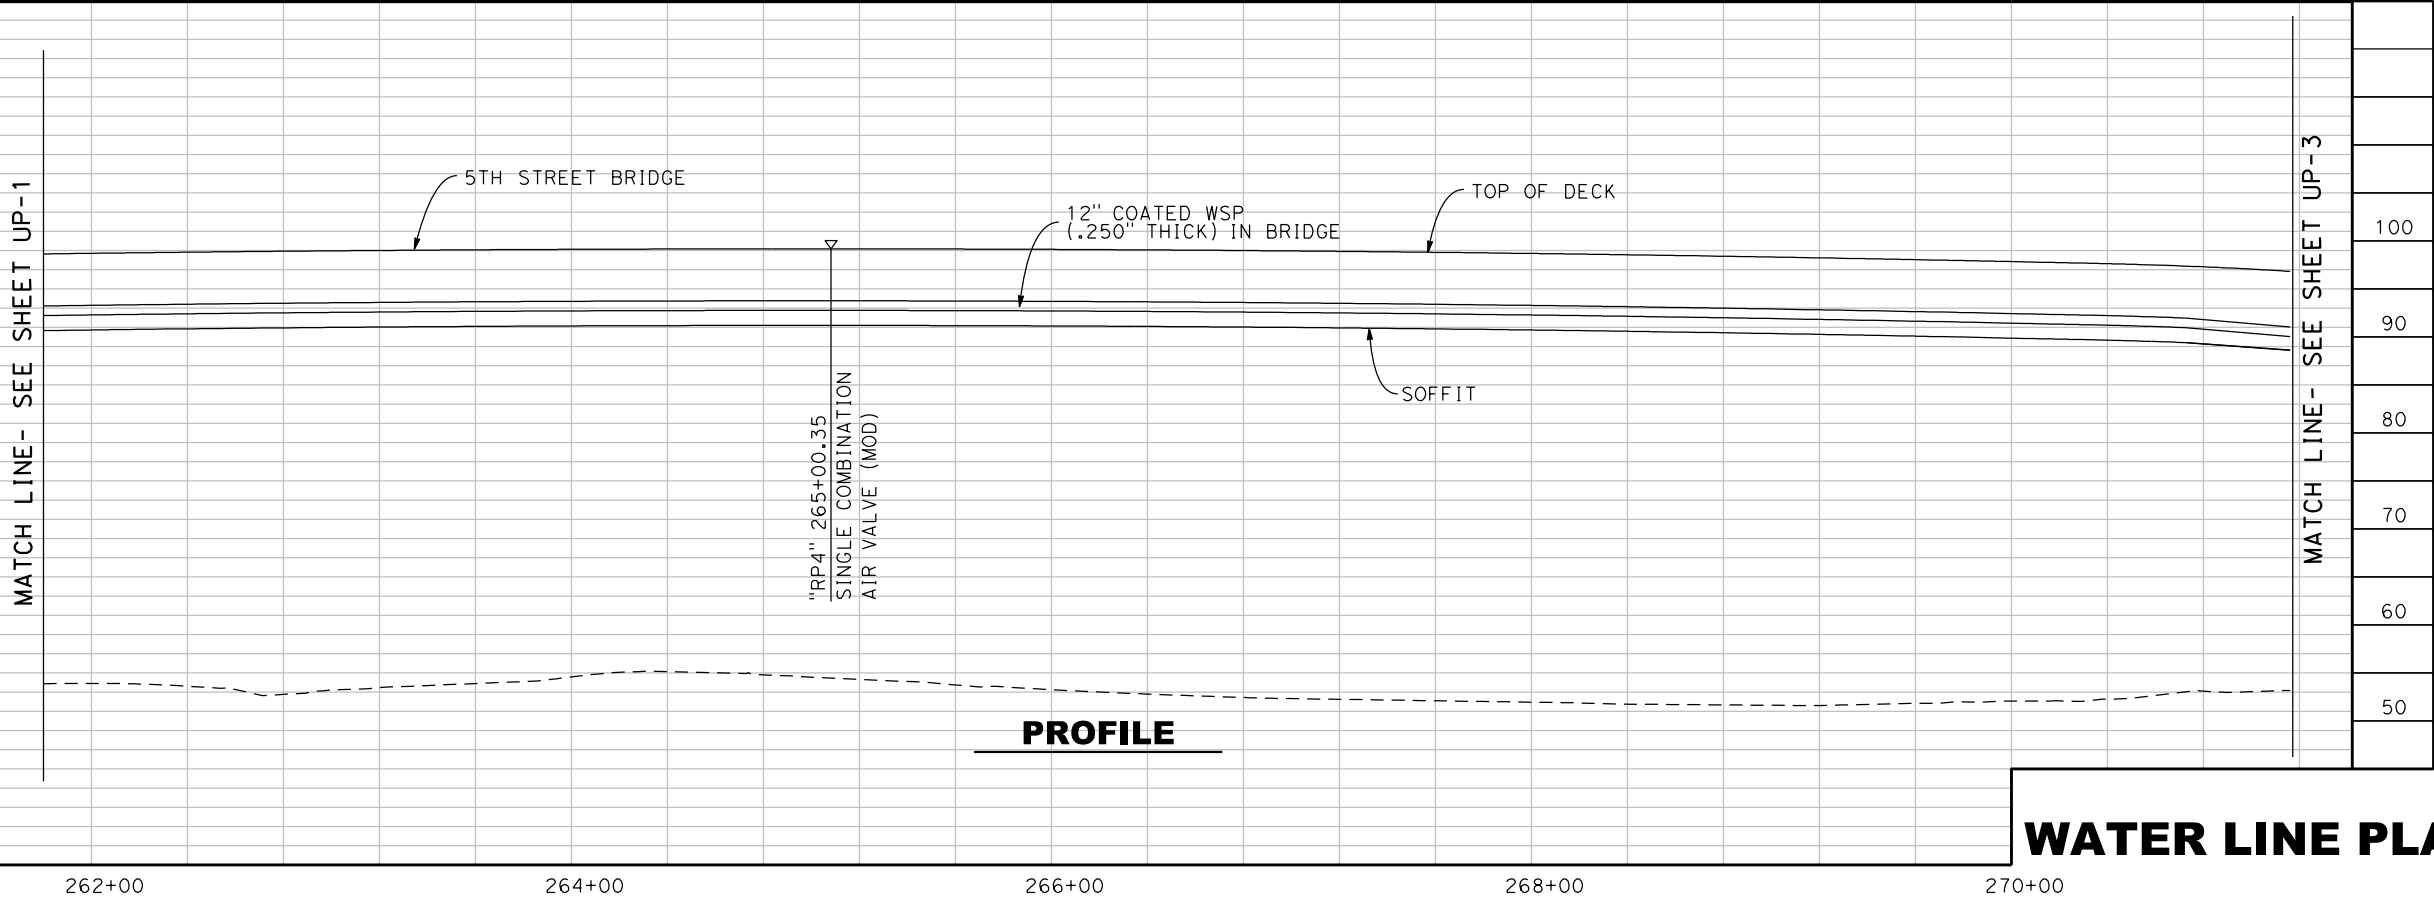 MATCH LINE- SEE SHEET UP-1
5TH STREET BRIDGE
12" COATED WSP
(.250" THICK) IN BRIDGE
TOP OF DECK
SOFFIT
"RP4" 265+00.35
SINGLE COMBINATION
AIR VALVE (MOD)
MATCH LINE- SEE SHEET UP-3
100
90
80
70
60
50
PROFILE
WATER LINE
262+00
264+00
266+00
268+00
270+00